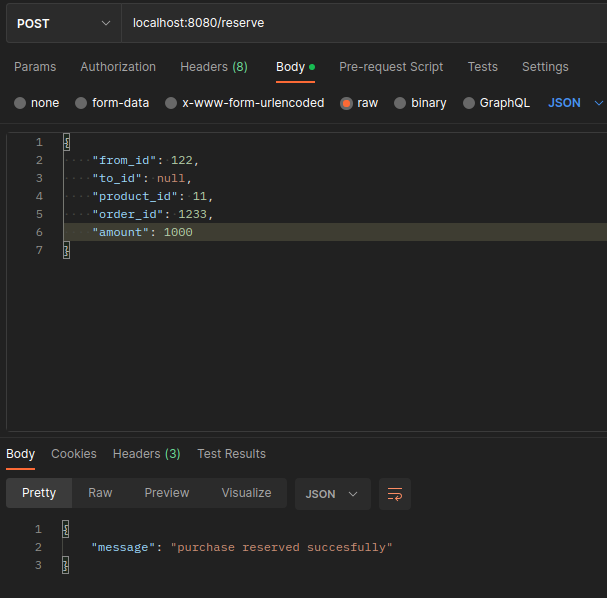 POST localhost:8080/reserve
Params Authorization Headers (8) Body Pre-request Script Tests Settings
none form-data x-www-form-urlencoded raw binary GraphQL JSON
1 {
2 "from_id": 122,
3 "to_id": null,
4 "product_id": 11,
5 "order_id": 1233,
6 "amount": 1000
7 }
Body Cookies Headers (3) Test Results
Pretty Raw Preview Visualize JSON
1 {
2 "message": "purchase reserved succesfully"
3 }